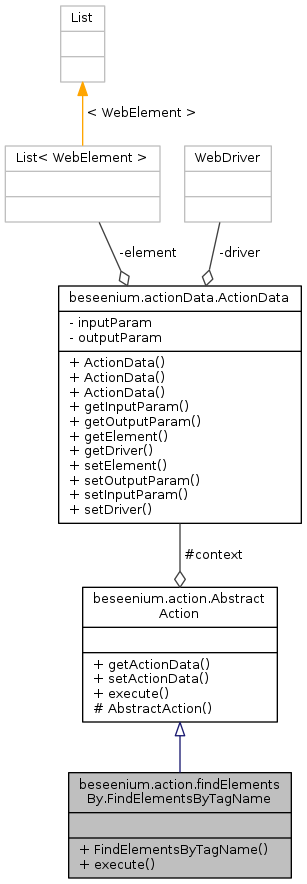 List
< WebElement >
List< WebElement >
WebDriver
-element
-driver
beseenium.actionData.ActionData
- inputParam
- outputParam
+ ActionData()
+ ActionData()
+ ActionData()
+ getInputParam()
+ getOutputParam()
+ getElement()
+ getDriver()
+ setElement()
+ setOutputParam()
+ setInputParam()
+ setDriver()
#context
beseenium.action.Abstract
Action
+ getActionData()
+ setActionData()
+ execute()
# AbstractAction()
beseenium.action.findElements
By.FindElementsByTagName
+ FindElementsByTagName()
+ execute()